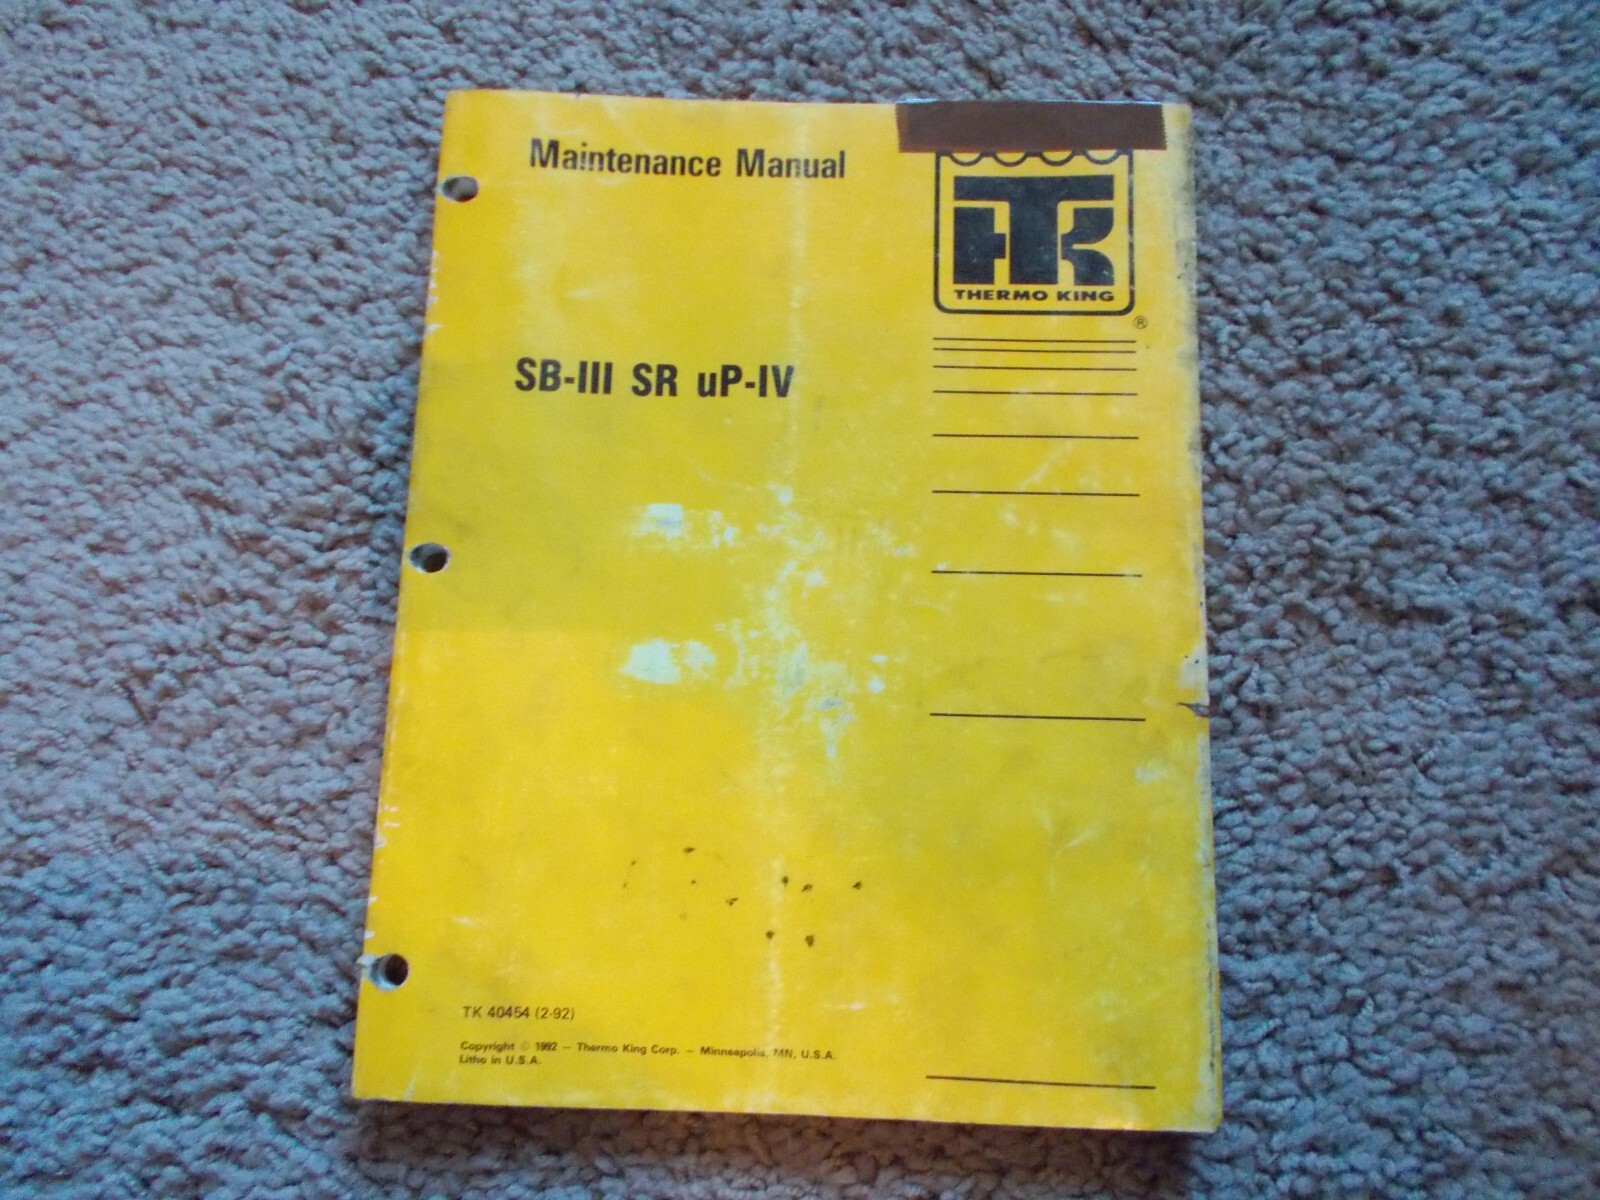 Maintenance Manual
TK
THERMO KING
®
SB-III SR uP-IV
TK 40454 (2-92)
Copyright © 1992 — Thermo King Corp. — Minneapolis, MN, U.S.A.
Litho in U.S.A.